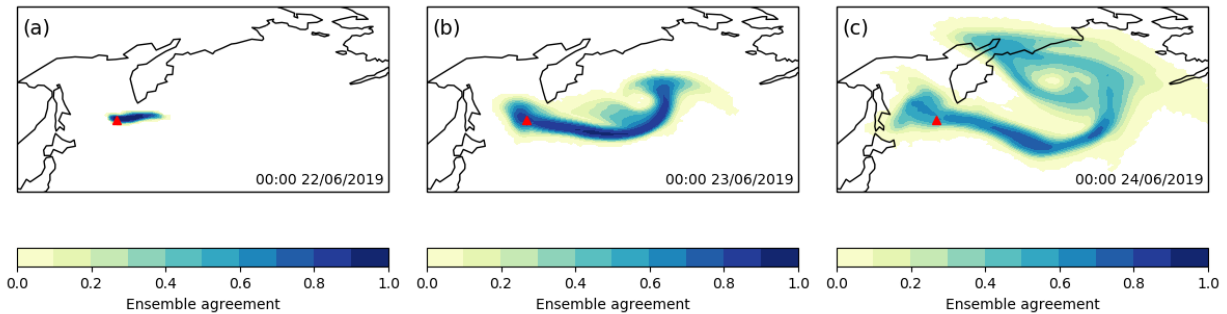 (a)
00:00 22/06/2019
0.0 0.2 0.4 0.6 0.8 1.0
Ensemble agreement
(b)
00:00 23/06/2019
0.0 0.2 0.4 0.6 0.8 1.0
Ensemble agreement
(c)
00:00 24/06/2019
0.0 0.2 0.4 0.6 0.8 1.0
Ensemble agreement